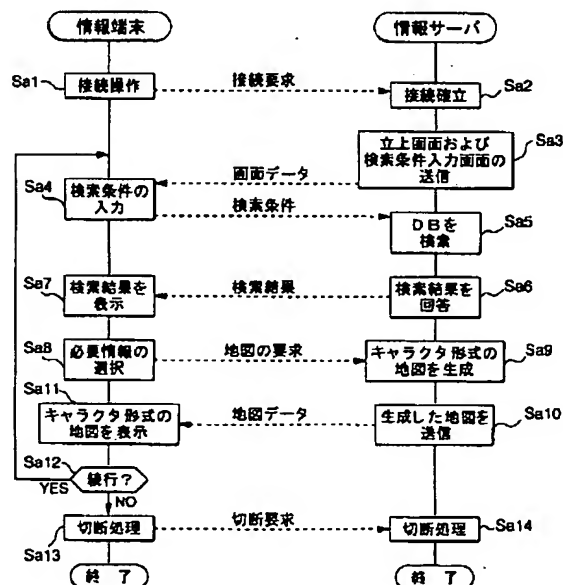 情報端末
情報サーバ
Sa1
接続操作
接続要求
接続確立
Sa2
立上画面および
検索条件入力画面の
送信
Sa3
画面データ
Sa4
検索条件の
入力
検索条件
DBを
検索
Sa5
Sa7
検索結果を
表示
検索結果
検索結果を
回答
Sa6
Sa8
必要情報の
選択
地図の要求
キャラクタ形式の
地図を生成
Sa9
Sa11
キャラクタ形式の
地図を表示
地図データ
生成した地図を
送信
Sa10
Sa12
続行?
YES
NO
Sa13
切断処理
切断要求
切断処理
Sa14
終 了
終 了